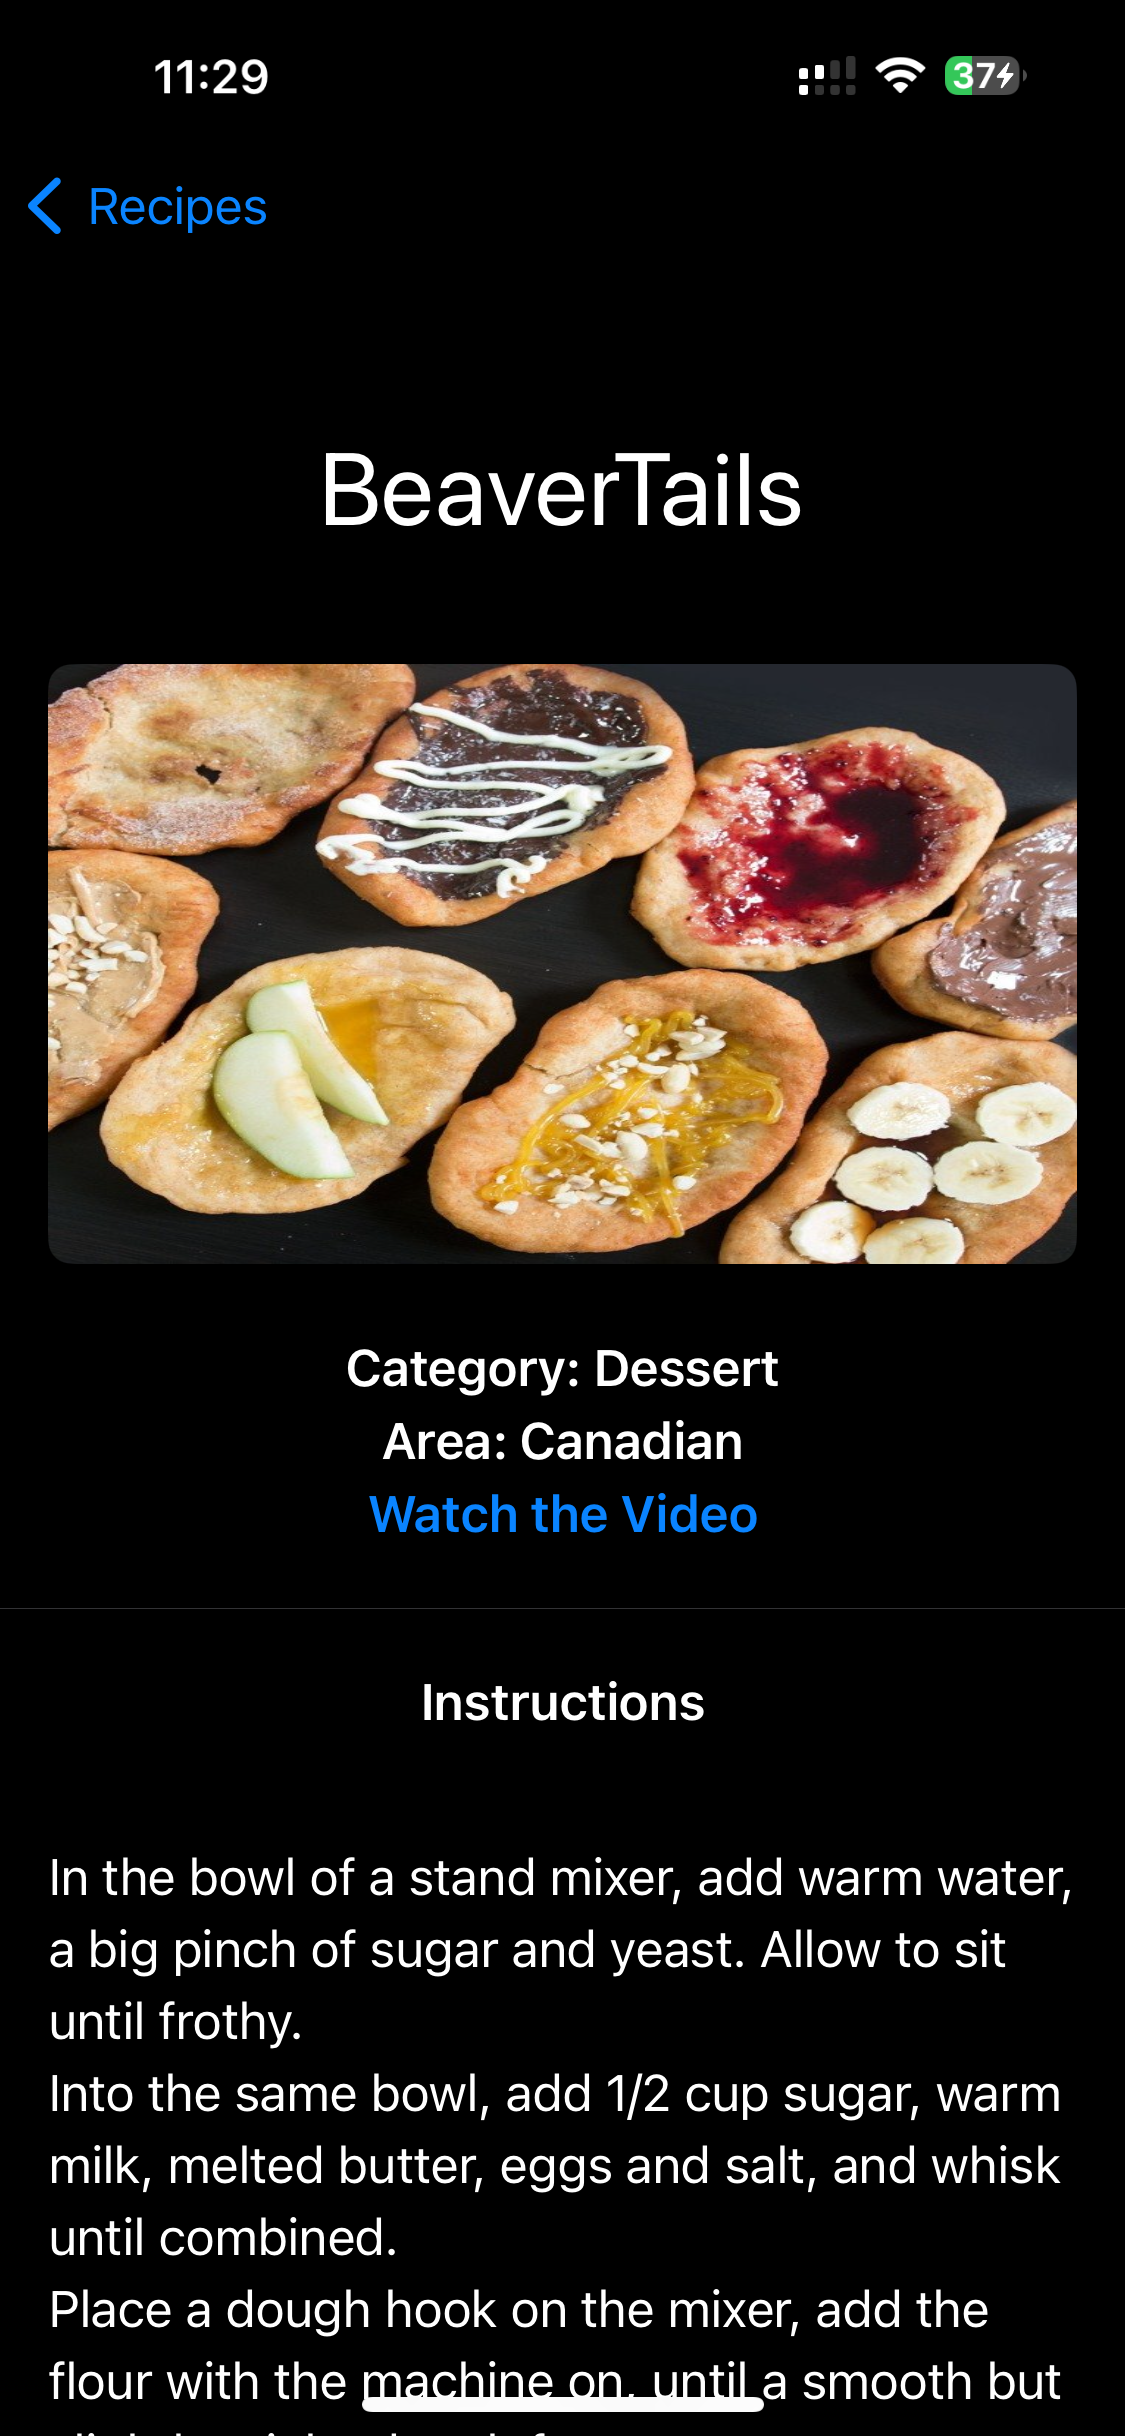 11:29
37
Recipes
BeaverTails
Category: Dessert
Area: Canadian
Watch the Video
Instructions
In the bowl of a stand mixer, add warm water,
a big pinch of sugar and yeast. Allow to sit
until frothy.
Into the same bowl, add 1/2 cup sugar, warm
milk, melted butter, eggs and salt, and whisk
until combined.
Place a dough hook on the mixer, add the
flour with the machine on, until a smooth but